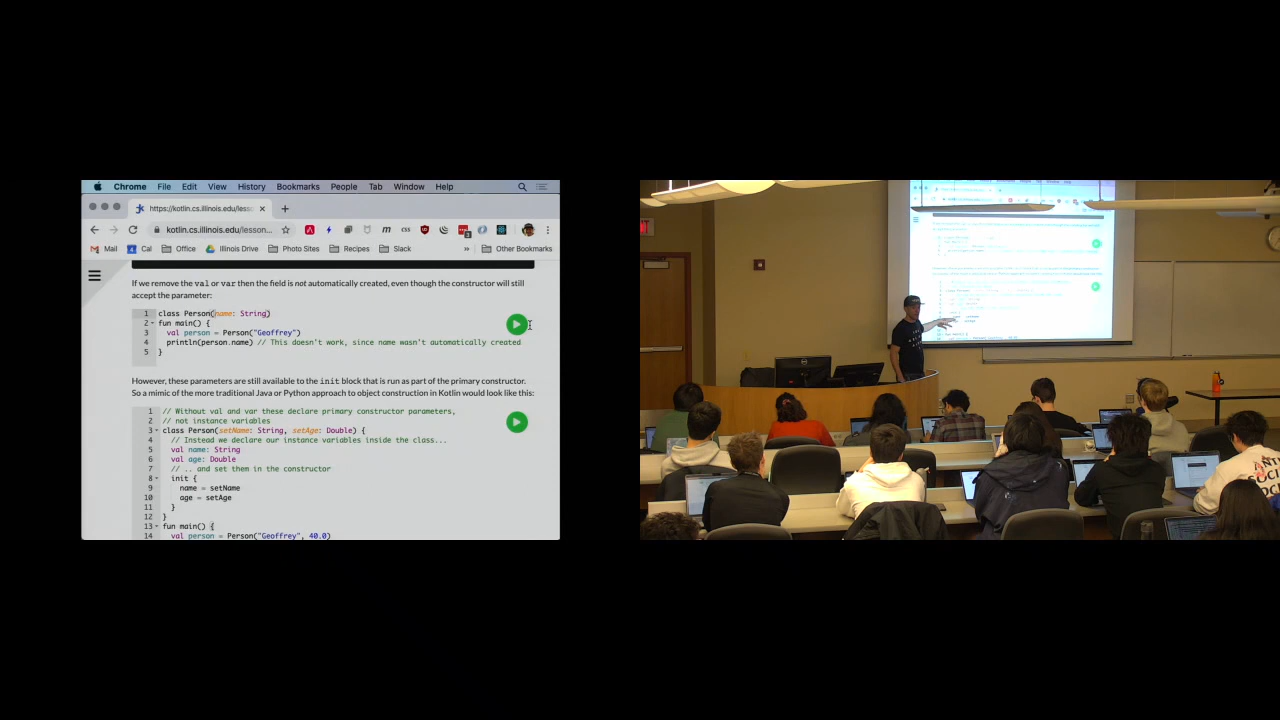 Chrome File Edit View History Bookmarks People Tab Window Help
https://kotlin.cs.illinois.edu/lesso
kotlin.cs.illinois.edu/lesson...
Mail Cal Office Illinois Drive Photo Sites Recipes Slack » Other Bookmarks
If we remove the val or var then the field is not automatically created, even though the constructor will still
accept the parameter:
1 class Person(name: String)
2 fun main() {
3 val person = Person("Geoffrey")
4 println(person.name) // This doesn't work, since name wasn't automatically created
5 }
However, these parameters are still available to the init block that is run as part of the primary constructor.
So a mimic of the more traditional Java or Python approach to object construction in Kotlin would look like this:
1 // Without val and var these declare primary constructor parameters,
2 // not instance variables
3 class Person(setName: String, setAge: Double) {
4 // Instead we declare our instance variables inside the class...
5 val name: String
6 val age: Double
7 // .. and set them in the constructor
8 init {
9 name = setName
10 age = setAge
11 }
12 }
13 fun main() {
14 val person = Person("Geoffrey", 40.0)